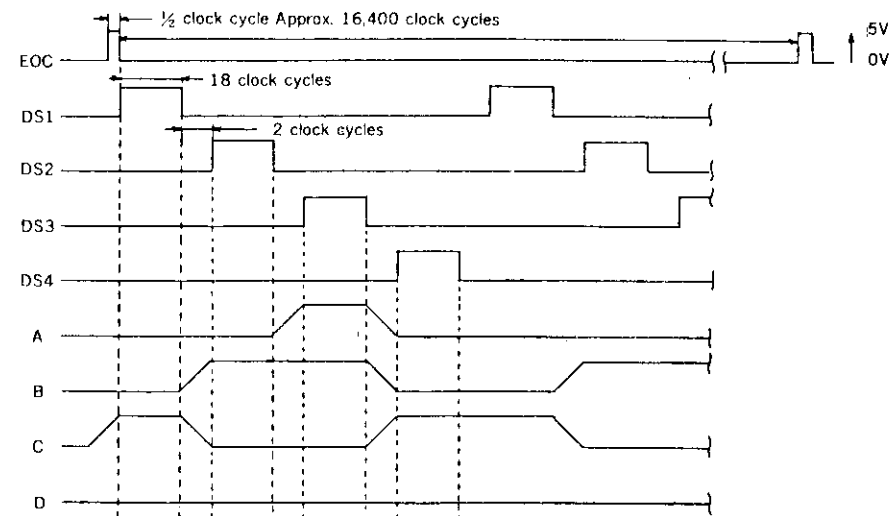 ½ clock cycle Approx. 16,400 clock cycles
5V
EOC
0V
18 clock cycles
DS1
2 clock cycles
DS2
DS3
DS4
A
B
C
D